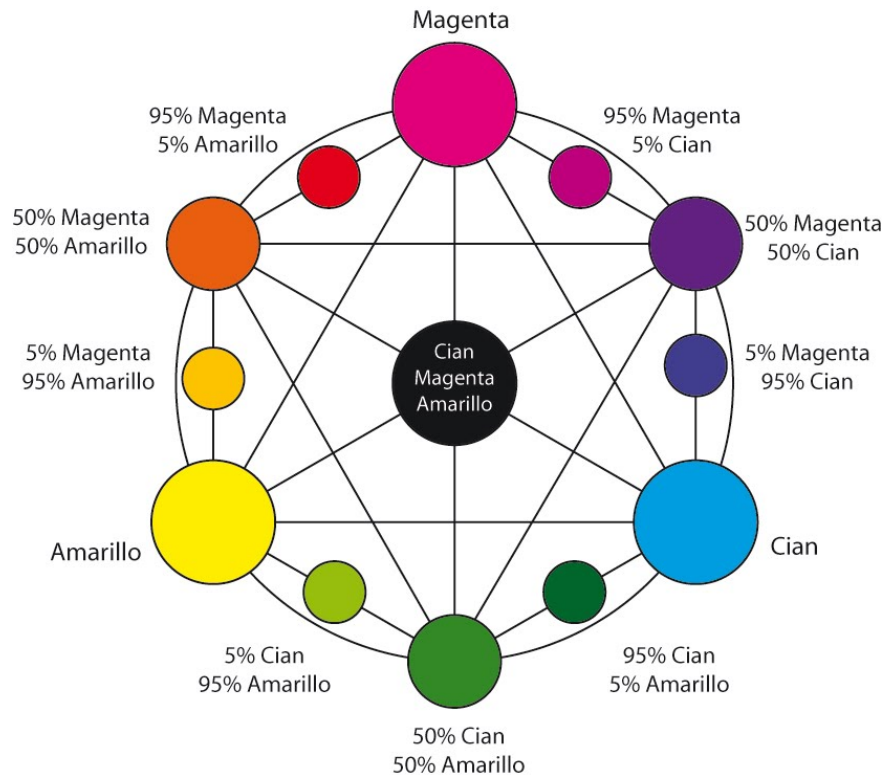 Magenta
95% Magenta
5% Amarillo
95% Magenta
5% Cian
50% Magenta
50% Amarillo
50% Magenta
50% Cian
5% Magenta
95% Amarillo
Cian
Magenta
Amarillo
5% Magenta
95% Cian
Amarillo
Cian
5% Cian
95% Amarillo
95% Cian
5% Amarillo
50% Cian
50% Amarillo